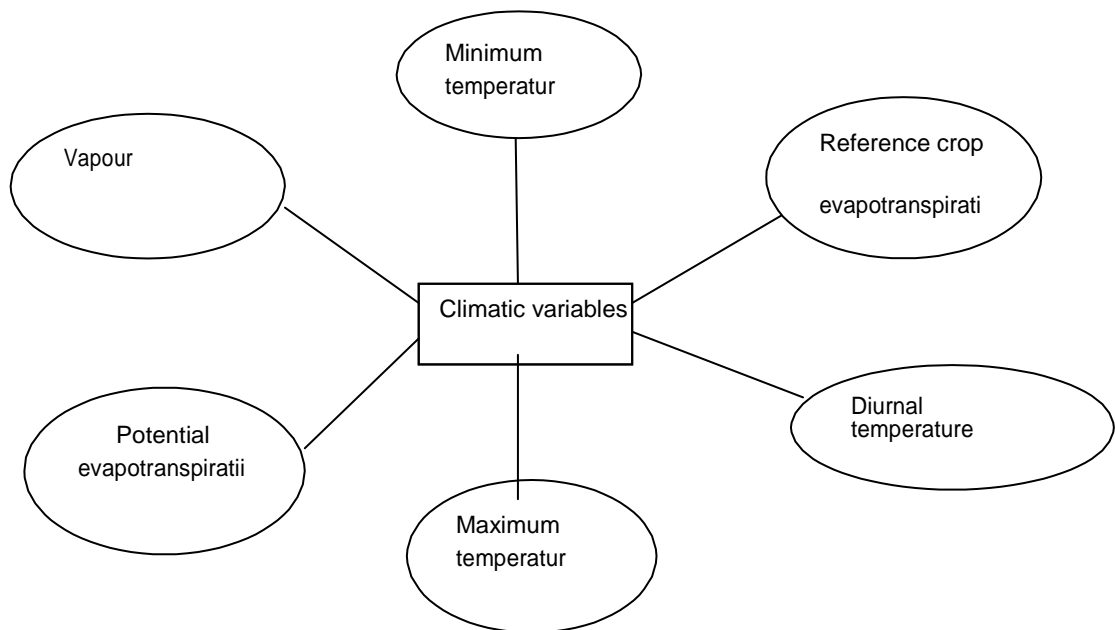 Minimum
temperatur
Vapour
Reference crop
evapotranspirati
Climatic variables
Diurnal
temperature
Potential
evapotranspiratii
Maximum
temperatur